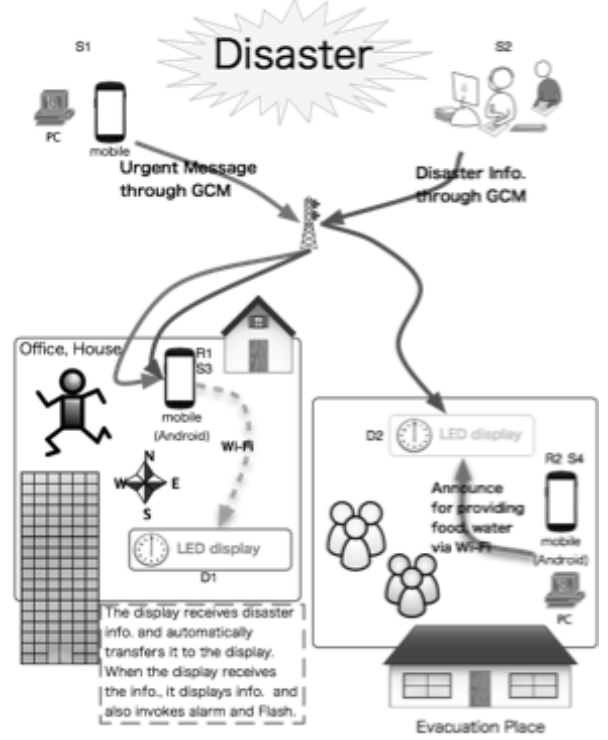 Disaster
S1
S2
PC
mobile
Urgent Message
through GCM
Disaster Info.
through GCM
Office, House
R1
S3
mobile
(Android)
Wi-Fi
N
W
E
S
LED display
D1
The display receives disaster
info. and automatically
transfers it to the display.
When the display receives
the info., it displays info. and
also invokes alarm and Flash.
D2
LED display
R2 S4
Announce
for providing
food, water
via Wi-Fi
mobile
(Android)
PC
Evacuation Place